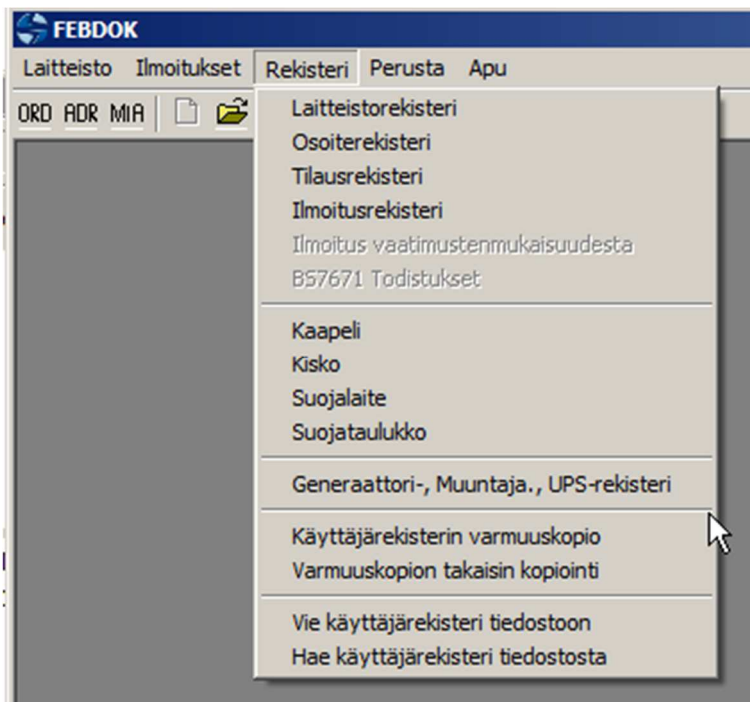 FEBDOK
Laitteisto Ilmoitukset Rekisteri Perusta Apu
ORD ADR MIA
Laitteistorekisteri
Osoiterekisteri
Tilausrekisteri
Ilmoitusrekisteri
Ilmoitus vaatimustenmukaisuudesta
BS7671 Todistukset
Kaapeli
Kisko
Suojalaite
Suojataulukko
Generaattori-, Muuntaja., UPS-rekisteri
Käyttäjärekisterin varmuuskopio
Varmuuskopion takaisin kopiointi
Vie käyttäjärekisteri tiedostoon
Hae käyttäjärekisteri tiedostosta